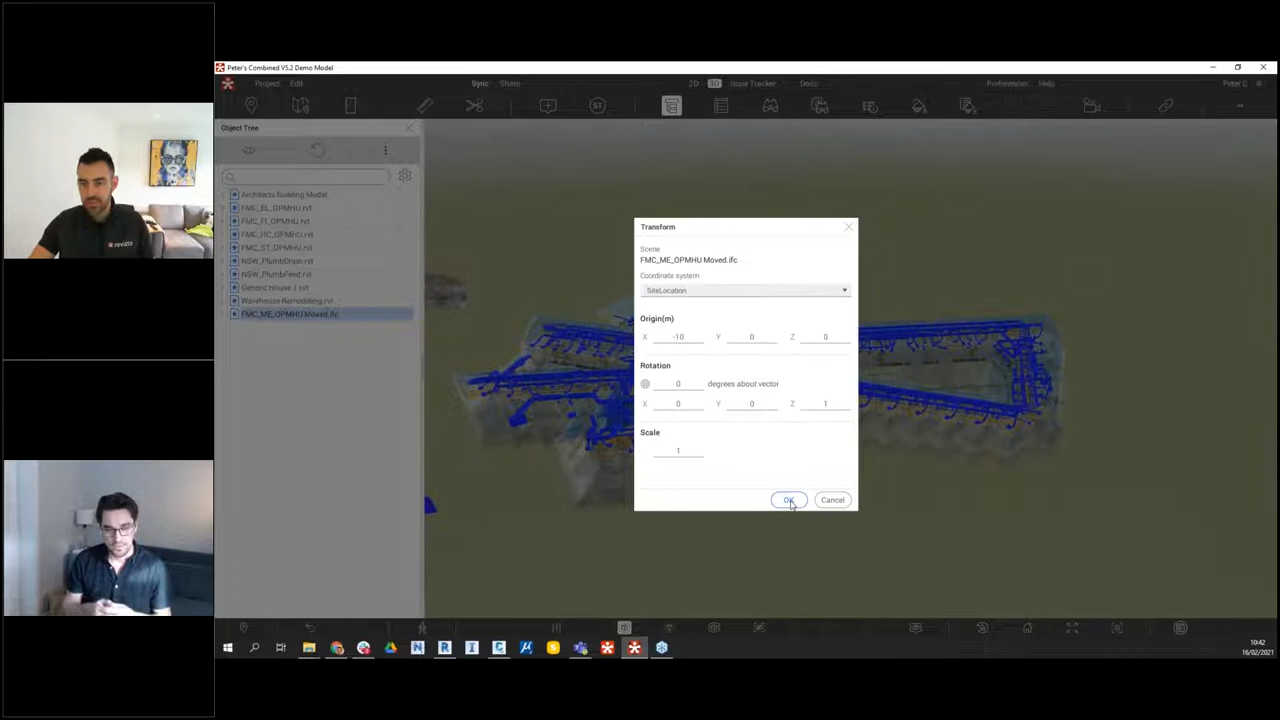 revizto
Peter's Combined V5.2 Demo Model
Project Edit Sync Share 2D 3D Issue Tracker Preferences Help Peter C
Object Tree
Architects Building Model
FMC_EL_OPMHU.rvt
FMC_FI_OPMHU.rvt
FMC_HC_OPMHU.rvt
FMC_ST_OPMHU.rvt
NSW_PlumbDrain.rvt
NSW_PlumbFeed.rvt
Generic House 1.rvt
Warehouse Remodelling.rvt
FMC_ME_OPMHU Moved.ifc
Transform
Scene
FMC_ME_OPMHU Moved.ifc
Coordinate system
SiteLocation
Origin(m)
X -10 Y 0 Z 0
Rotation
0 degrees about vector
X 0 Y 0 Z 1
Scale
1
OK Cancel
10:42
16/02/2021